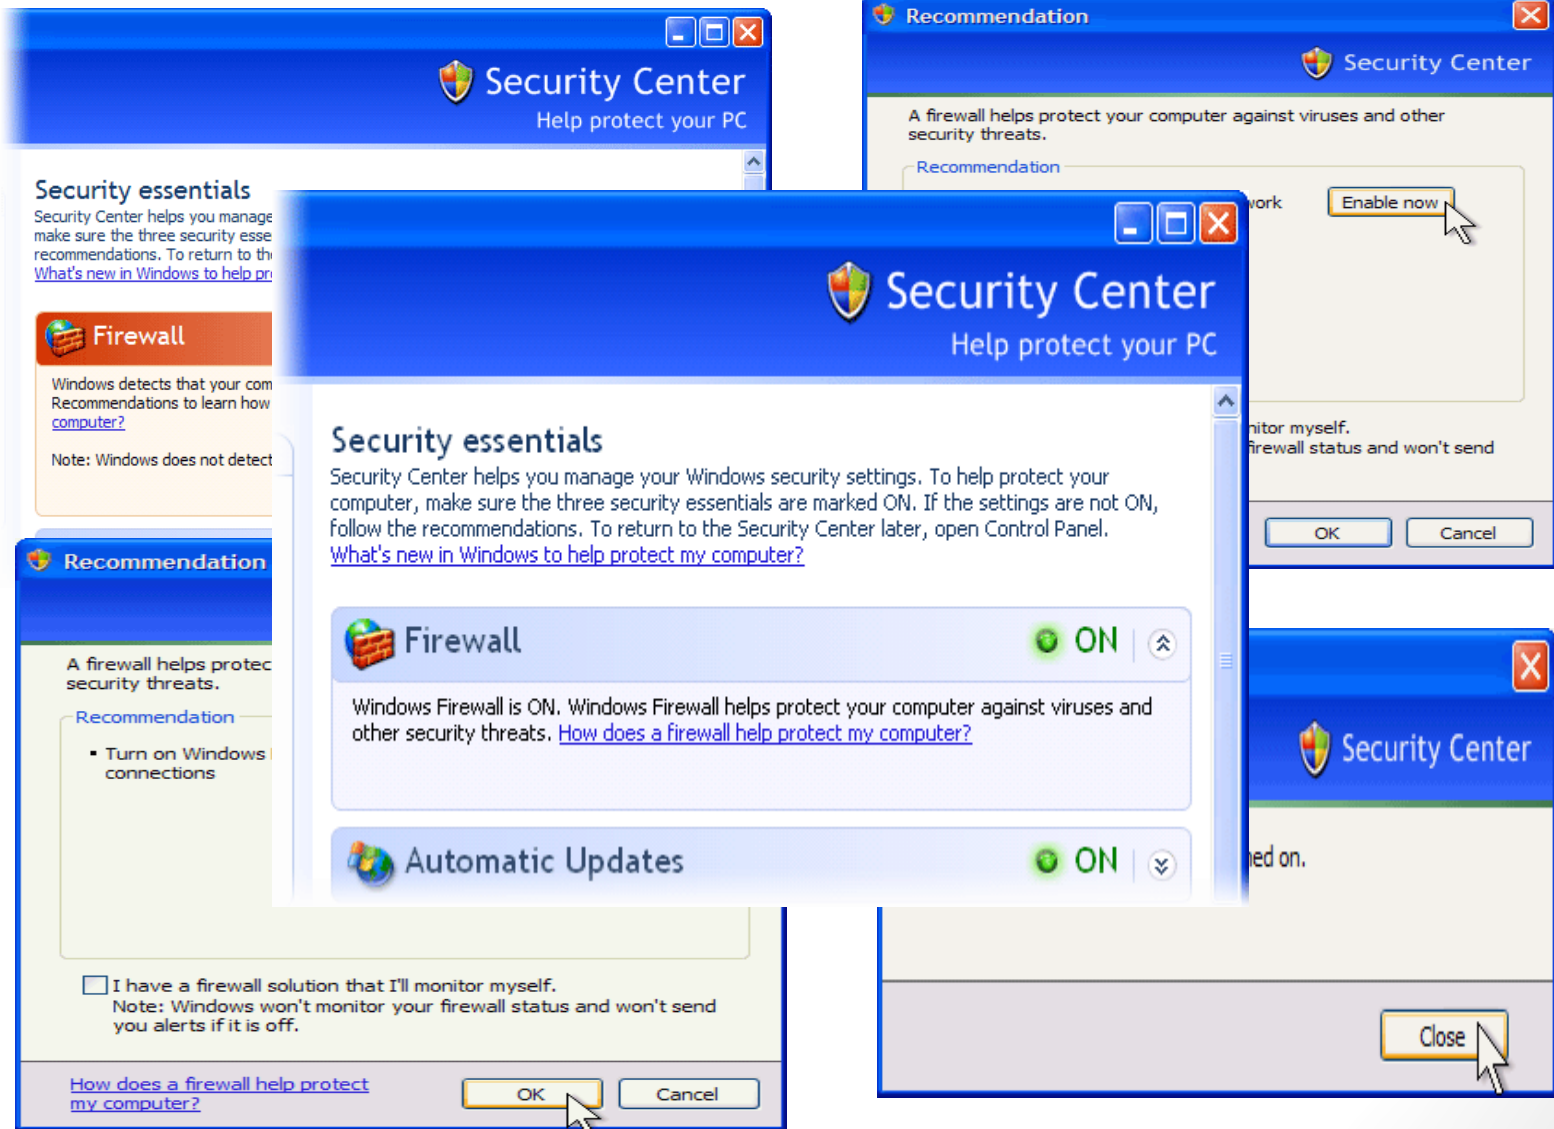 Security Center
Help protect your PC
Security essentials
Security Center helps you manage
make sure the three security esse
recommendations. To return to th
What's new in Windows to help pr
Firewall
Windows detects that your com
Recommendations to learn how
computer?
Note: Windows does not detect
Recommendation
Security Center
A firewall helps protect your computer against viruses and other
security threats.
Recommendation
work
Enable now
nitor myself.
firewall status and won't send
OK
Cancel
Security Center
Help protect your PC
Security essentials
Security Center helps you manage your Windows security settings. To help protect your
computer, make sure the three security essentials are marked ON. If the settings are not ON,
follow the recommendations. To return to the Security Center later, open Control Panel.
What's new in Windows to help protect my computer?
Firewall
ON
Windows Firewall is ON. Windows Firewall helps protect your computer against viruses and
other security threats. How does a firewall help protect my computer?
Automatic Updates
ON
Recommendation
A firewall helps protec
security threats.
Recommendation
Turn on Windows
connections
I have a firewall solution that I'll monitor myself.
Note: Windows won't monitor your firewall status and won't send
you alerts if it is off.
How does a firewall help protect
my computer?
OK
Cancel
Security Center
ned on.
Close